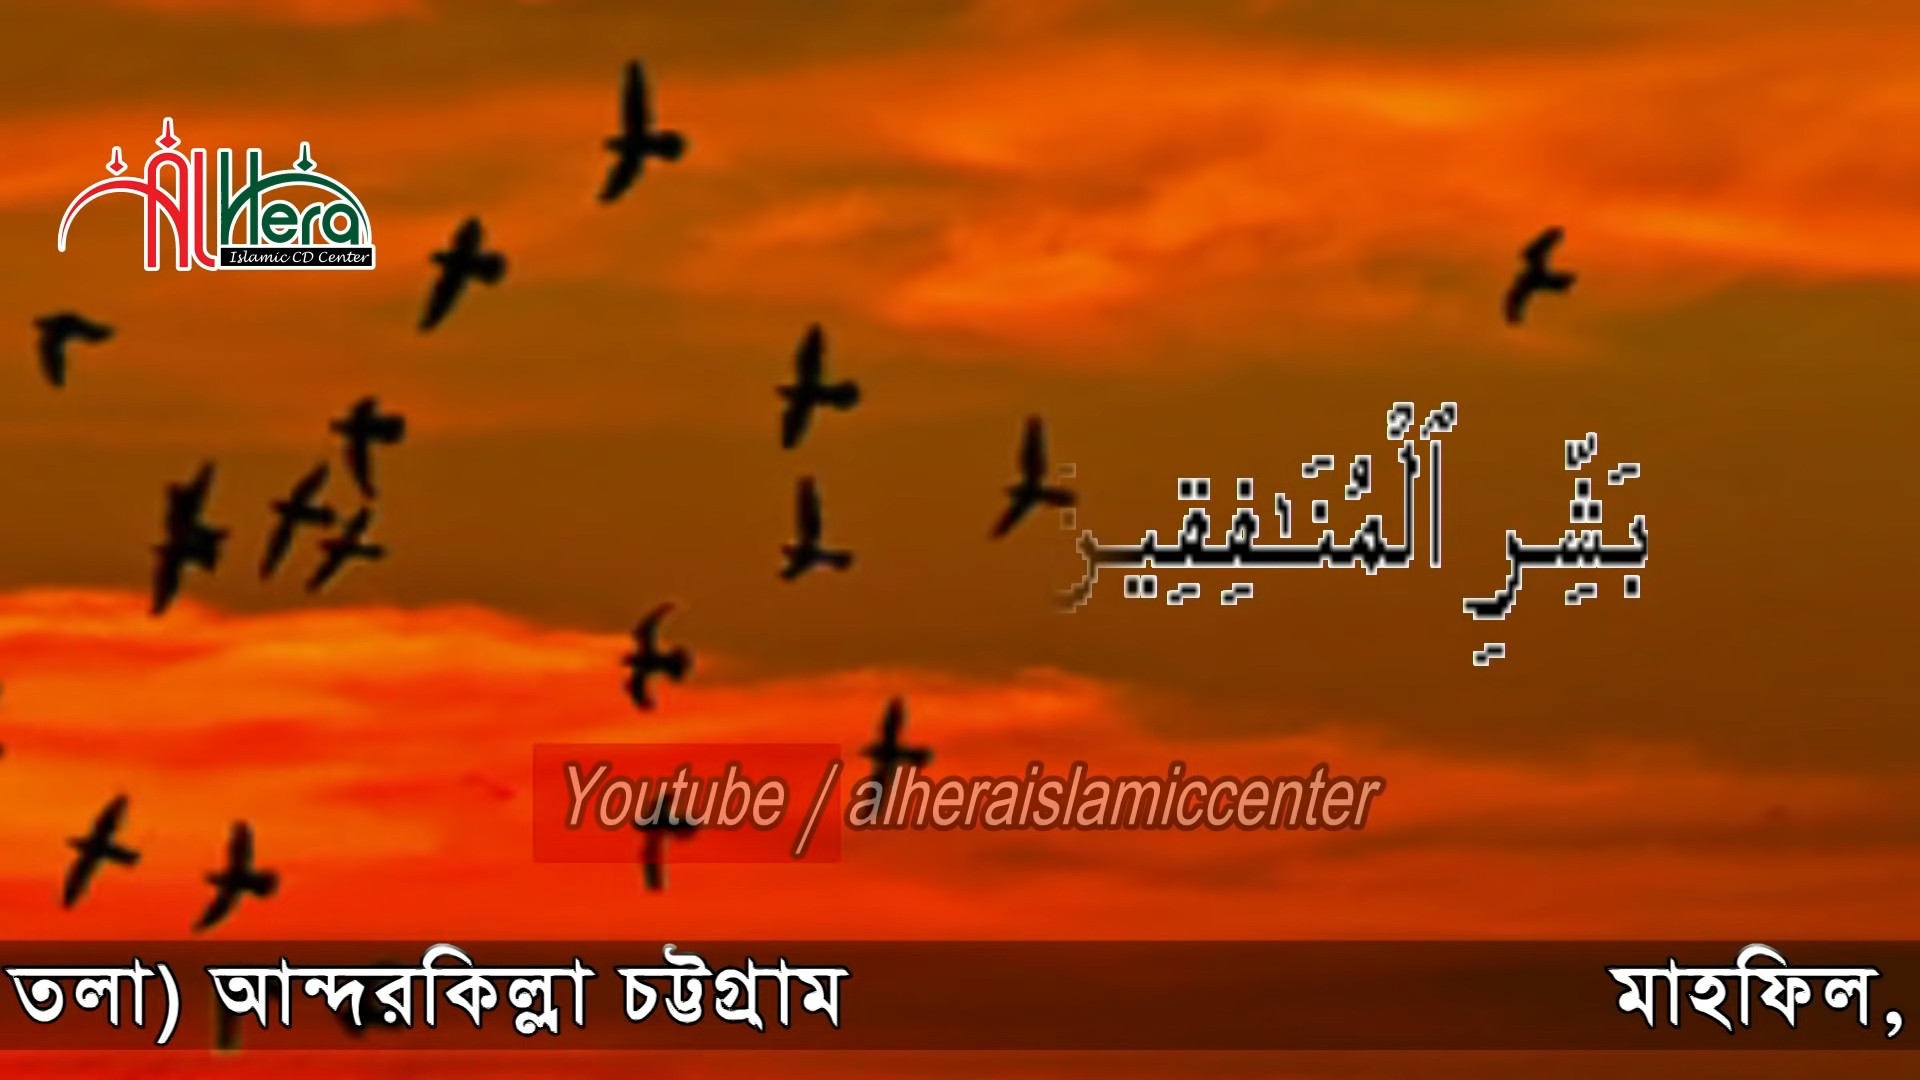 AL Hera
Islamic CD Center
بَشِّرِ ٱلْمُنَـٰفِقِينَ
Youtube / alheraislamiccenter
তলা) আন্দরকিল্লা চট্টগ্রাম মাহফিল,